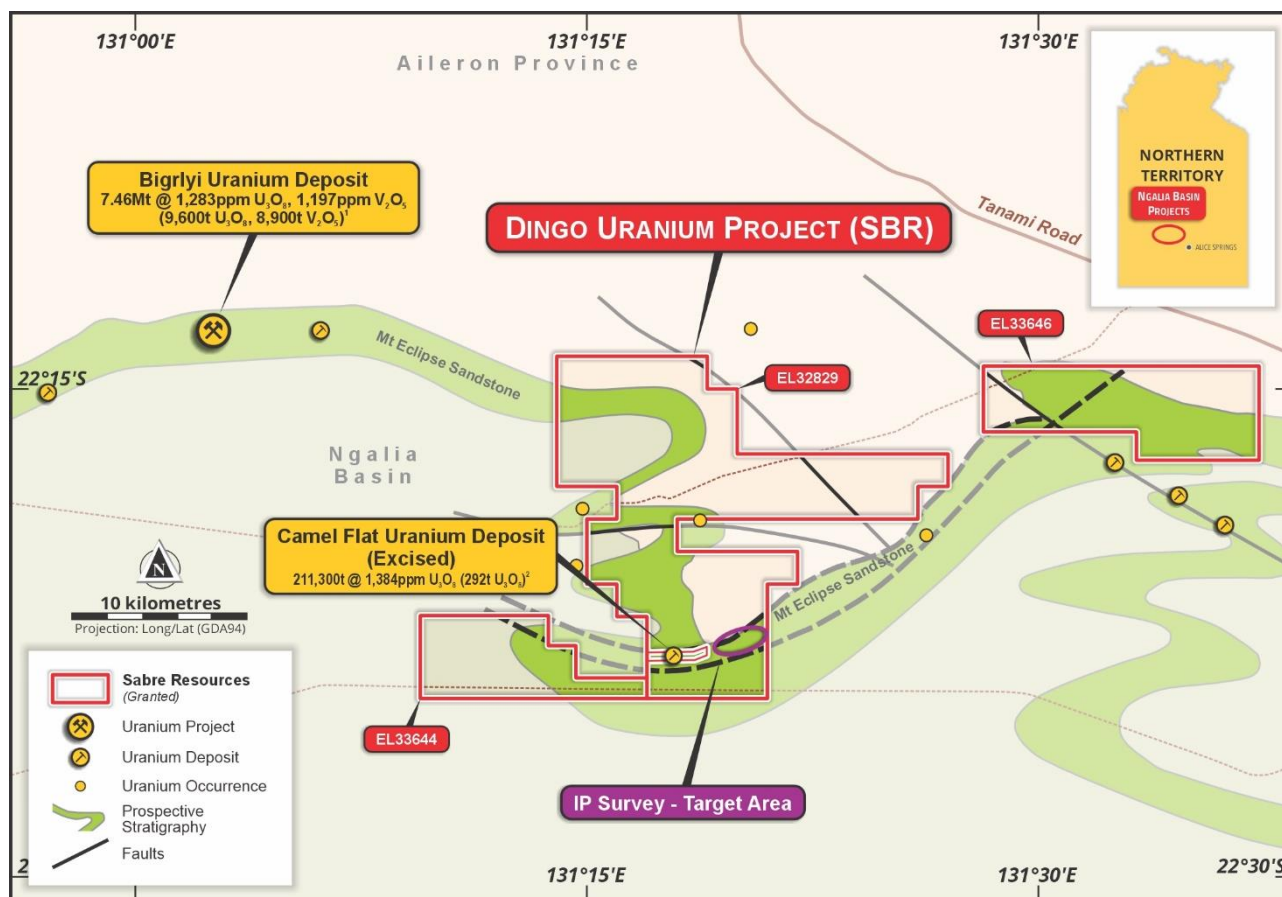 131°00'E
131°15'E
131°30'E
Aileron Province
NORTHERN
TERRITORY
NGALIA BASIN
PROJECTS
ALICE SPRINGS
Bigrlyi Uranium Deposit
7.46Mt @ 1,283ppm U₃O₈, 1,197ppm V₂O₅
(9,600t U₃O₈, 8,900t V₂O₅)¹
DINGO URANIUM PROJECT (SBR)
Tanami Road
EL33646
Mt Eclipse Sandstone
22°15'S
EL32829
Ngalia
Basin
Camel Flat Uranium Deposit
(Excised)
211,300t @ 1,384ppm U₃O₈ (292t U₃O₈)²
Mt Eclipse Sandstone
N
10 kilometres
Projection: Long/Lat (GDA94)
EL33644
IP Survey - Target Area
Sabre Resources
(Granted)
Uranium Project
Uranium Deposit
Uranium Occurrence
Prospective
Stratigraphy
Faults
131°15'E
131°30'E
22°30'S